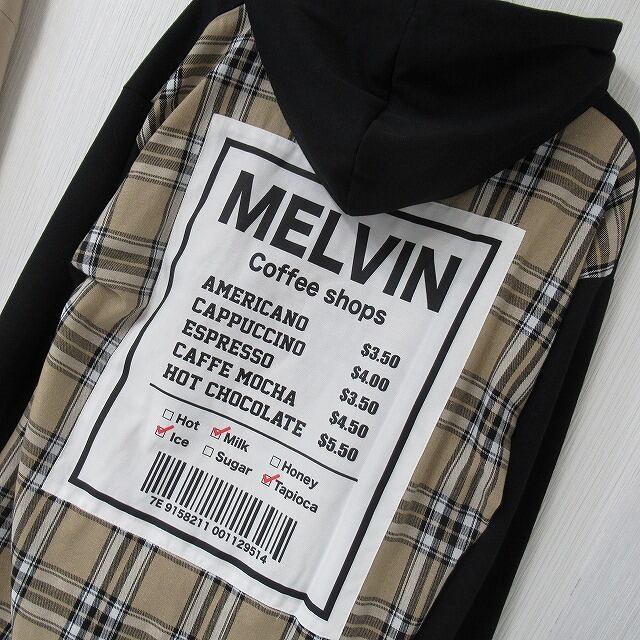 MELVIN
Coffee shops
AMERICANO $3.50
CAPPUCCINO $4.00
ESPRESSO $3.50
CAFFE MOCHA $4.50
HOT CHOCOLATE $5.50
Hot Milk Honey
Ice Sugar Tapioca
7E 9158211 001129514